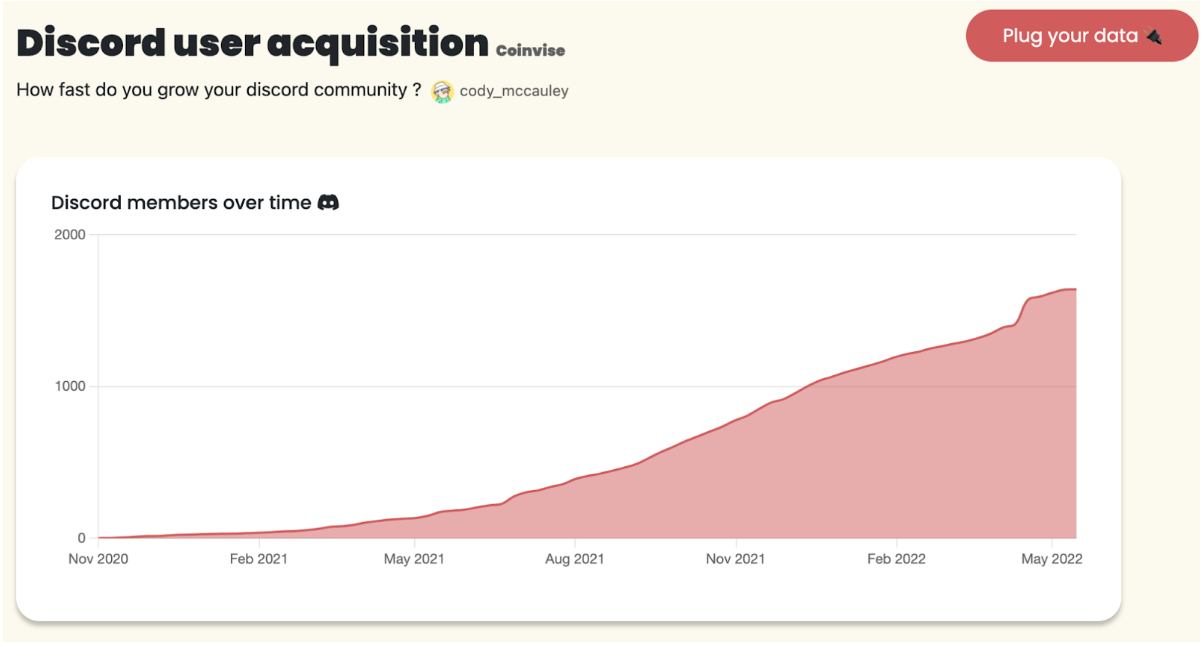 Discord user acquisition Coinvise
Plug your data
How fast do you grow your discord community ? cody_mccauley
Discord members over time
2000
1000
0
Nov 2020 Feb 2021 May 2021 Aug 2021 Nov 2021 Feb 2022 May 2022